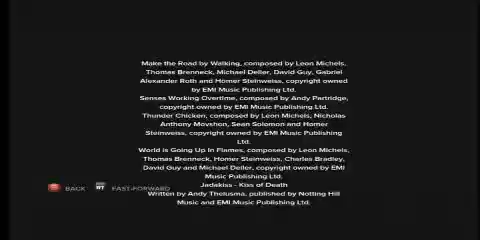 Make the Road by Walking, composed by Leon Michels,
Thomas Brenneck, Michael Deller, David Guy, Gabriel
Alexander Roth and Homer Steinweiss, copyright owned
by EMI Music Publishing Ltd.
Senses Working Overtime, composed by Andy Partridge,
copyright owned by EMI Music Publishing Ltd.
Thunder Chicken, composed by Leon Michels, Nicholas
Anthony Movshon, Sean Solomon and Homer
Steinweiss, copyright owned by EMI Music Publishing
Ltd.
World is Going Up In Flames, composed by Leon Michels,
Thomas Brenneck, Homer Steinweiss, Charles Bradley,
David Guy and Michael Deller, copyright owned by EMI
Music Publishing Ltd.
Jadakiss - Kiss of Death
Written by Andy Thelusma, published by Notting Hill
Music and EMI Music Publishing Ltd.
BACK RT FAST-FORWARD